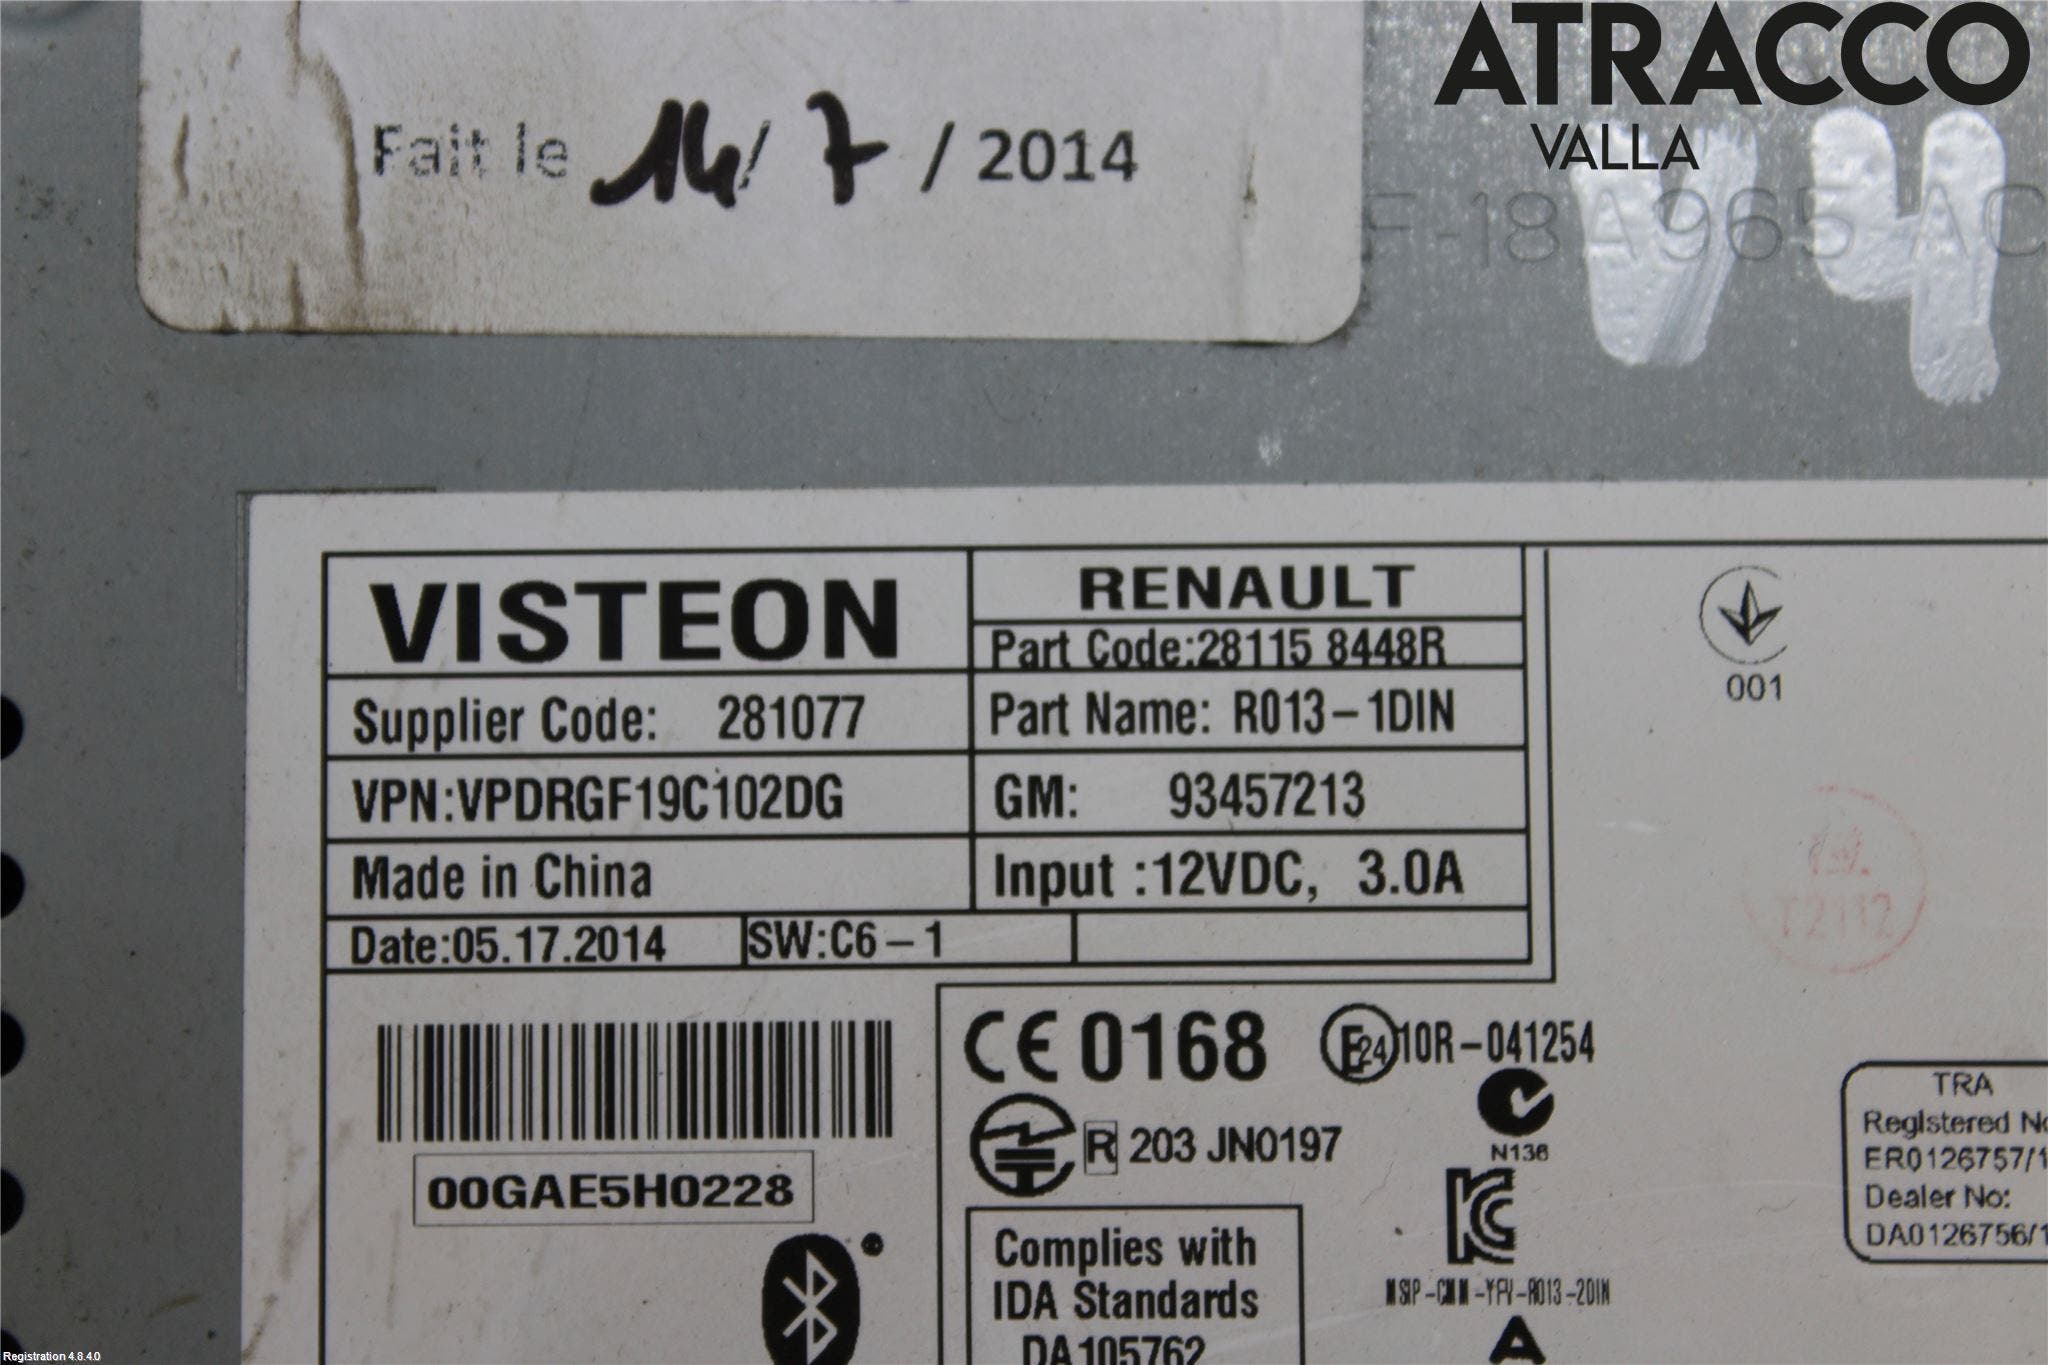 ATRACCO
VALLA
Fait le 14/7/2014
F-18A965-AC
V4
VISTEON
RENAULT
Part Code:28115 8448R
Supplier Code: 281077
Part Name: R013-1DIN
VPN:VPDRGF19C102DG
GM: 93457213
Made in China
Input :12VDC, 3.0A
Date:05.17.2014
SW:C6-1
001
T2112
00GAE5H0228
CE 0168
E24 10R-041254
R 203 JN0197
N136
Complies with
IDA Standards
DA105762
MSIP-CMM-YFV-R013-2DIN
A
TRA
Registered No
ER0126757/1
Dealer No:
DA0126756/1
Registration 4.8.4.0